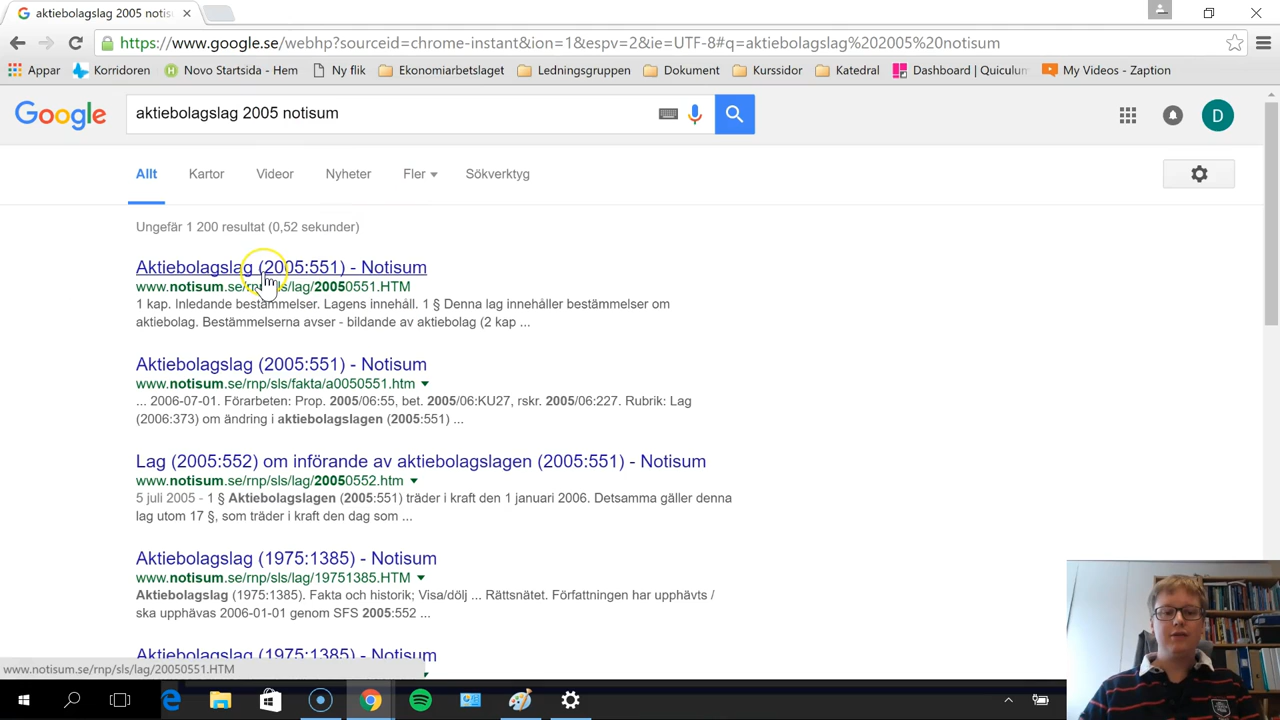 aktiebolagslag 2005 notis
https://www.google.se/webhp?sourceid=chrome-instant&ion=1&espv=2&ie=UTF-8#q=aktiebolagslag%202005%20notisum
Appar Korridoren Novo Startsida - Hem Ny flik Ekonomiarbetslaget Ledningsgruppen Dokument Kurssidor Katedral Dashboard | Quiculum My Videos - Zaption
Google aktiebolagslag 2005 notisum D
Allt Kartor Videor Nyheter Fler Sökverktyg
Ungefär 1 200 resultat (0,52 sekunder)
Aktiebolagslag (2005:551) - Notisum
www.notisum.se/rnp/sls/lag/20050551.HTM
1 kap. Inledande bestämmelser. Lagens innehåll. 1 § Denna lag innehåller bestämmelser om
aktiebolag. Bestämmelserna avser - bildande av aktiebolag (2 kap ...
Aktiebolagslag (2005:551) - Notisum
www.notisum.se/rnp/sls/fakta/a0050551.htm
... 2006-07-01. Förarbeten: Prop. 2005/06:55, bet. 2005/06:KU27, rskr. 2005/06:227. Rubrik: Lag
(2006:373) om ändring i aktiebolagslagen (2005:551) ...
Lag (2005:552) om införande av aktiebolagslagen (2005:551) - Notisum
www.notisum.se/rnp/sls/lag/20050552.htm
5 juli 2005 - 1 § Aktiebolagslagen (2005:551) träder i kraft den 1 januari 2006. Detsamma gäller denna
lag utom 17 §, som träder i kraft den dag som ...
Aktiebolagslag (1975:1385) - Notisum
www.notisum.se/rnp/sls/lag/19751385.HTM
Aktiebolagslag (1975:1385). Fakta och historik; Visa/dölj ... Rättsnätet. Författningen har upphävts /
ska upphävas 2006-01-01 genom SFS 2005:552 ...
Aktiebolagslag (1975:1385) - Notisum
www.notisum.se/rnp/sls/lag/20050551.HTM